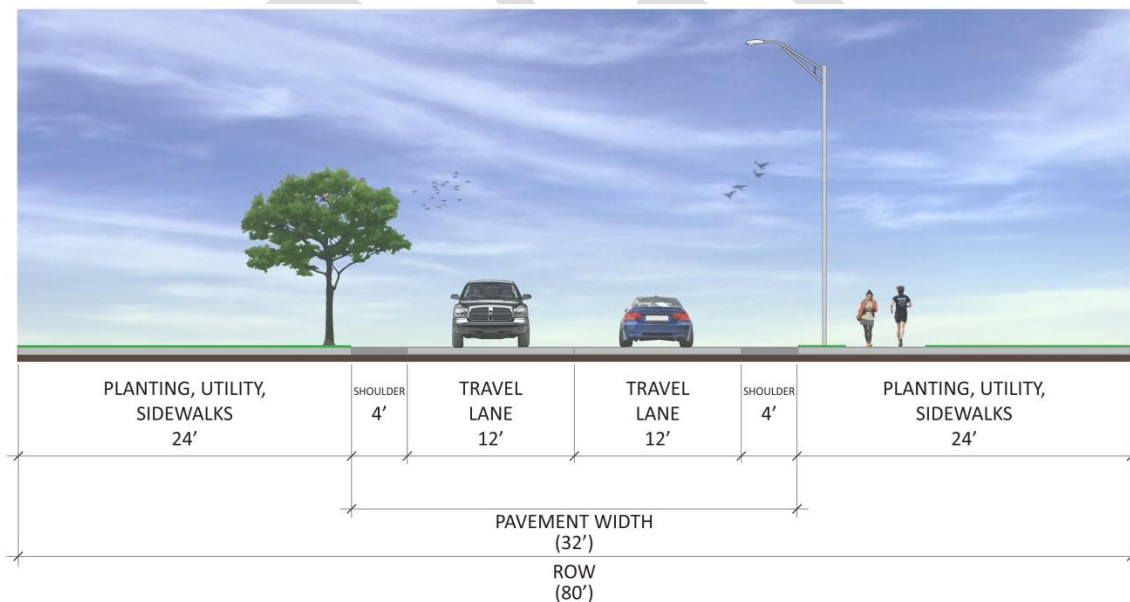 PLANTING, UTILITY,
SIDEWALKS
24’
SHOULDER
4’
TRAVEL
LANE
12’
TRAVEL
LANE
12’
SHOULDER
4’
PLANTING, UTILITY,
SIDEWALKS
24’
PAVEMENT WIDTH
(32’)
ROW
(80’)